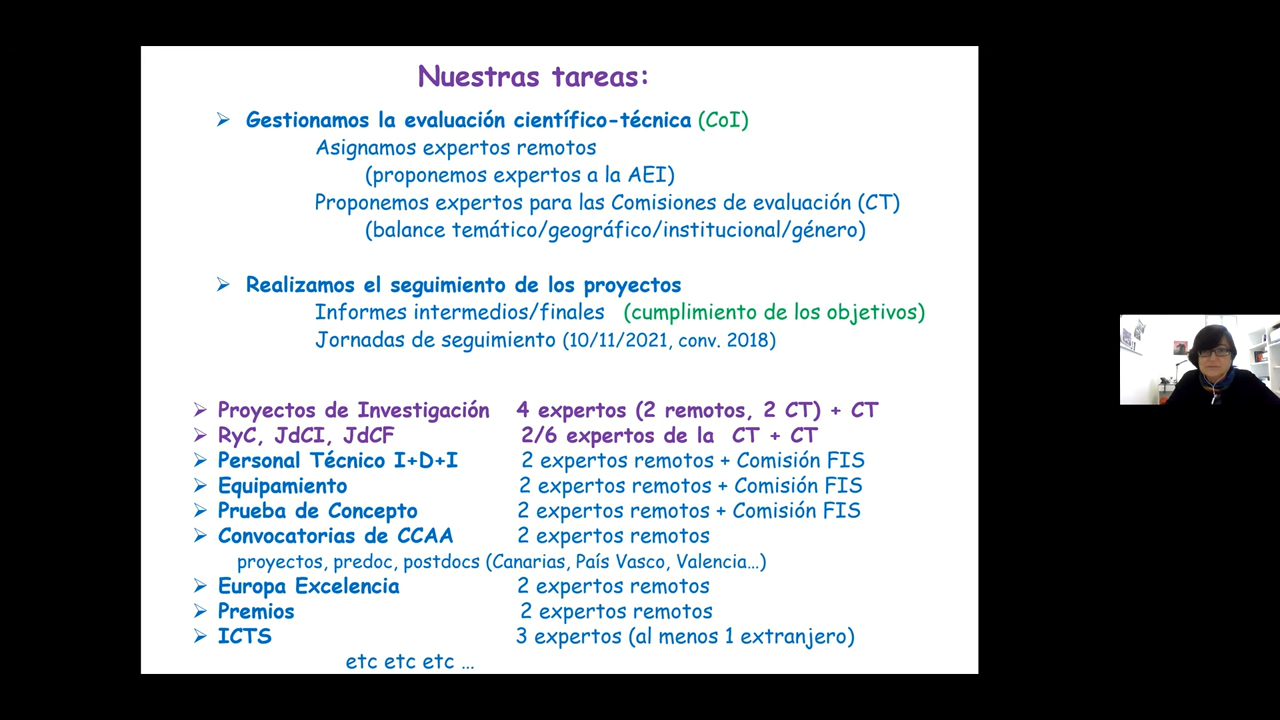 Nuestras tareas:
➢ Gestionamos la evaluación científico-técnica (CoI)
Asignamos expertos remotos
(proponemos expertos a la AEI)
Proponemos expertos para las Comisiones de evaluación (CT)
(balance temático/geográfico/institucional/género)
➢ Realizamos el seguimiento de los proyectos
Informes intermedios/finales (cumplimiento de los objetivos)
Jornadas de seguimiento (10/11/2021, conv. 2018)
➢ Proyectos de Investigación 4 expertos (2 remotos, 2 CT) + CT
➢ RyC, JdCI, JdCF 2/6 expertos de la CT + CT
➢ Personal Técnico I+D+I 2 expertos remotos + Comisión FIS
➢ Equipamiento 2 expertos remotos + Comisión FIS
➢ Prueba de Concepto 2 expertos remotos + Comisión FIS
➢ Convocatorias de CCAA 2 expertos remotos
proyectos, predoc, postdocs (Canarias, País Vasco, Valencia…)
➢ Europa Excelencia 2 expertos remotos
➢ Premios 2 expertos remotos
➢ ICTS 3 expertos (al menos 1 extranjero)
etc etc etc …